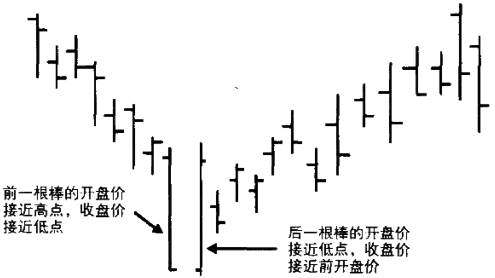 前一根棒的开盘价
接近高点，收盘价
接近低点
后一根棒的开盘
接近低点，收盘
接近前开盘价